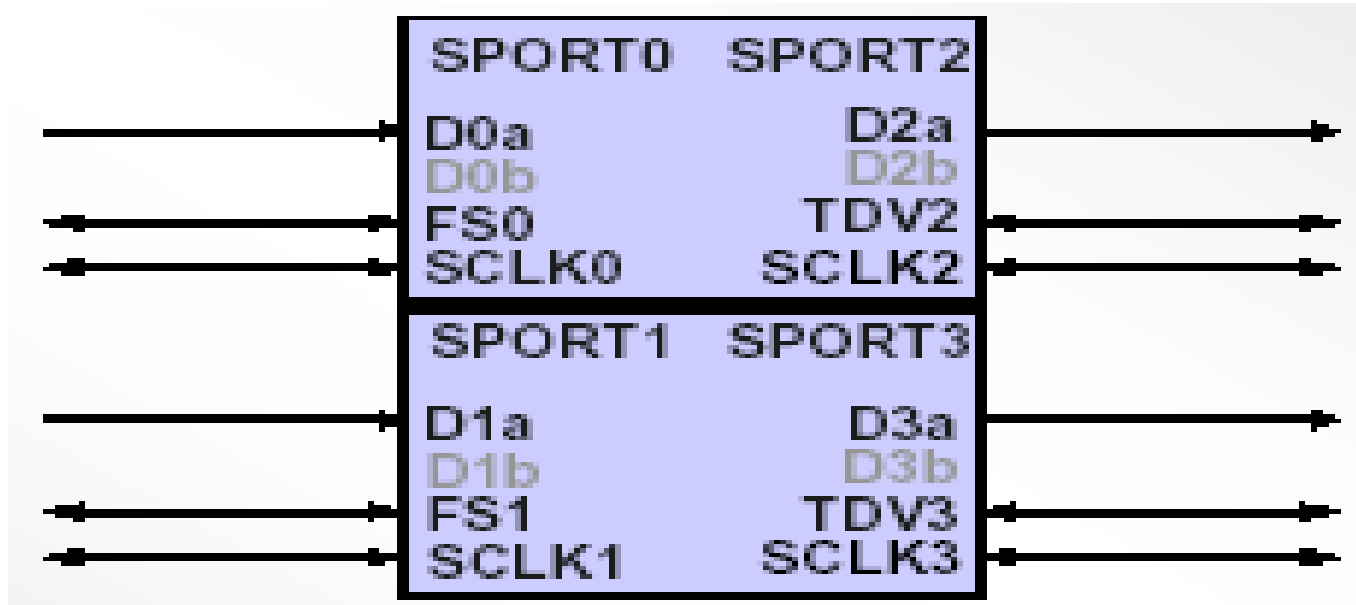 SPORT0 SPORT2
D0a D2a
D0b D2b
FS0 TDV2
SCLK0 SCLK2
SPORT1 SPORT3
D1a D3a
D1b D3b
FS1 TDV3
SCLK1 SCLK3